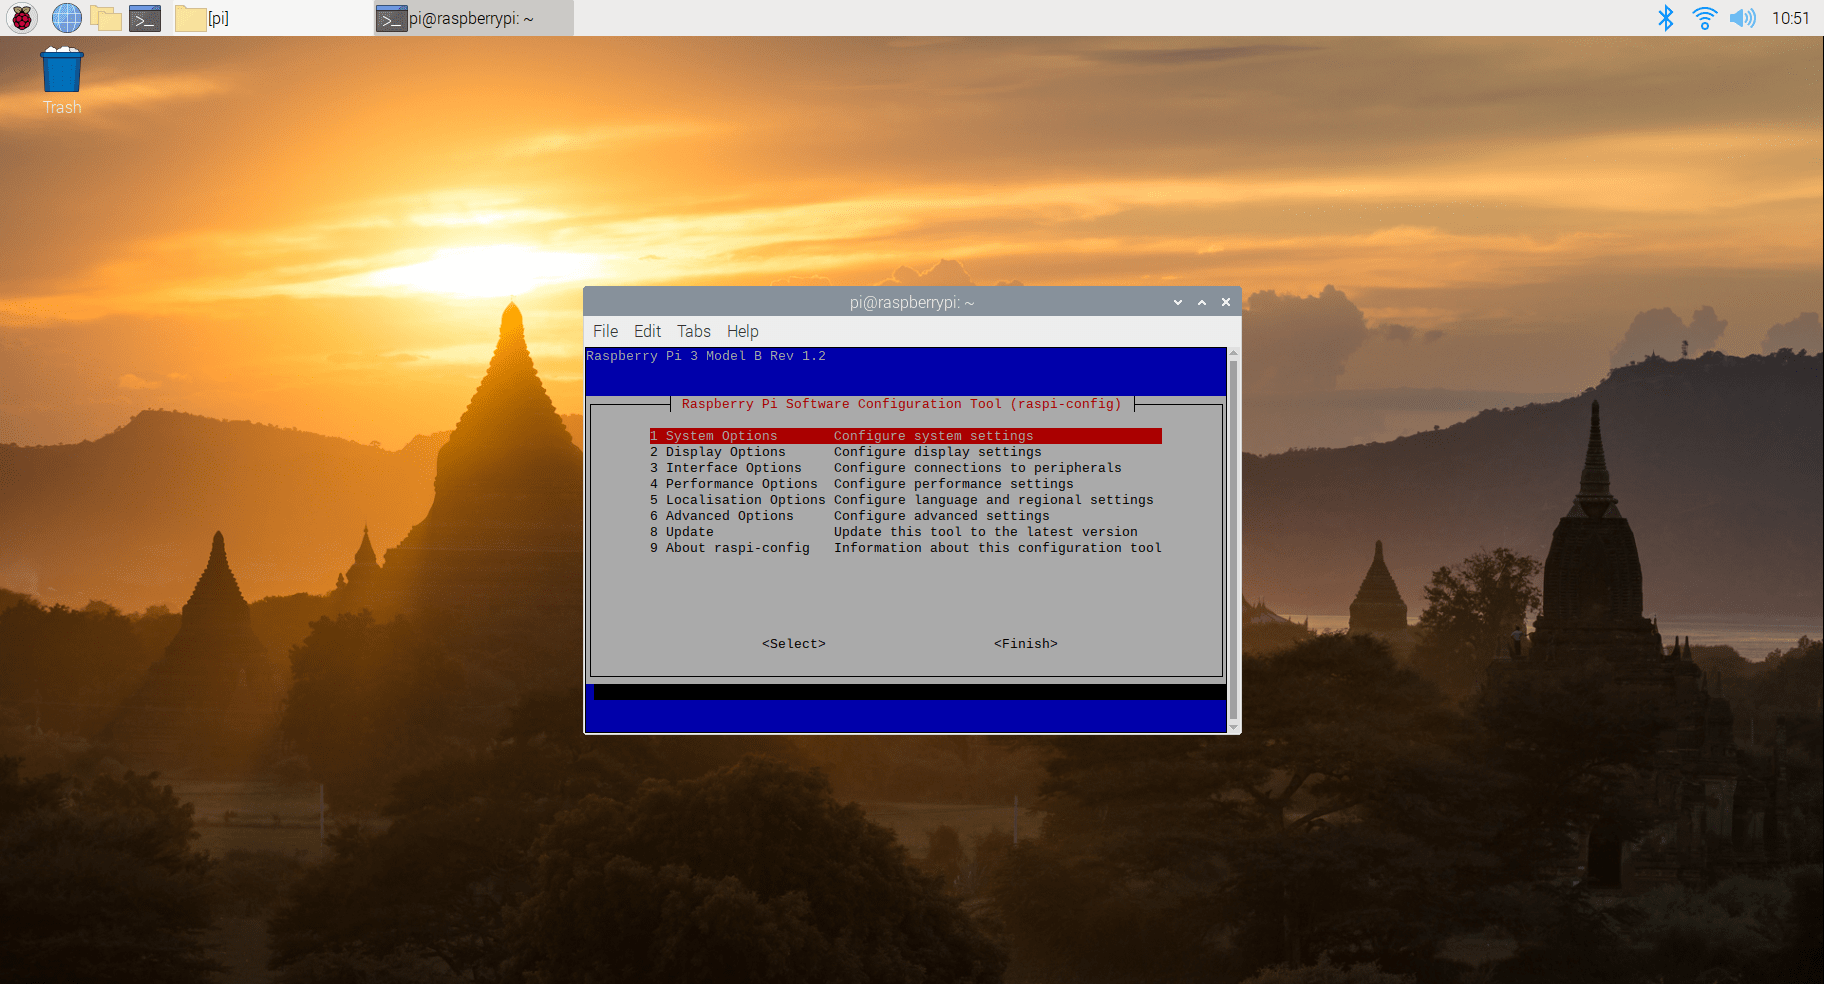 [pi]
pi@raspberrypi: ~
10:51
Trash
pi@raspberrypi: ~
File Edit Tabs Help
Raspberry Pi 3 Model B Rev 1.2
Raspberry Pi Software Configuration Tool (raspi-config)
1 System Options Configure system settings
2 Display Options Configure display settings
3 Interface Options Configure connections to peripherals
4 Performance Options Configure performance settings
5 Localisation Options Configure language and regional settings
6 Advanced Options Configure advanced settings
8 Update Update this tool to the latest version
9 About raspi-config Information about this configuration tool
<Select> <Finish>